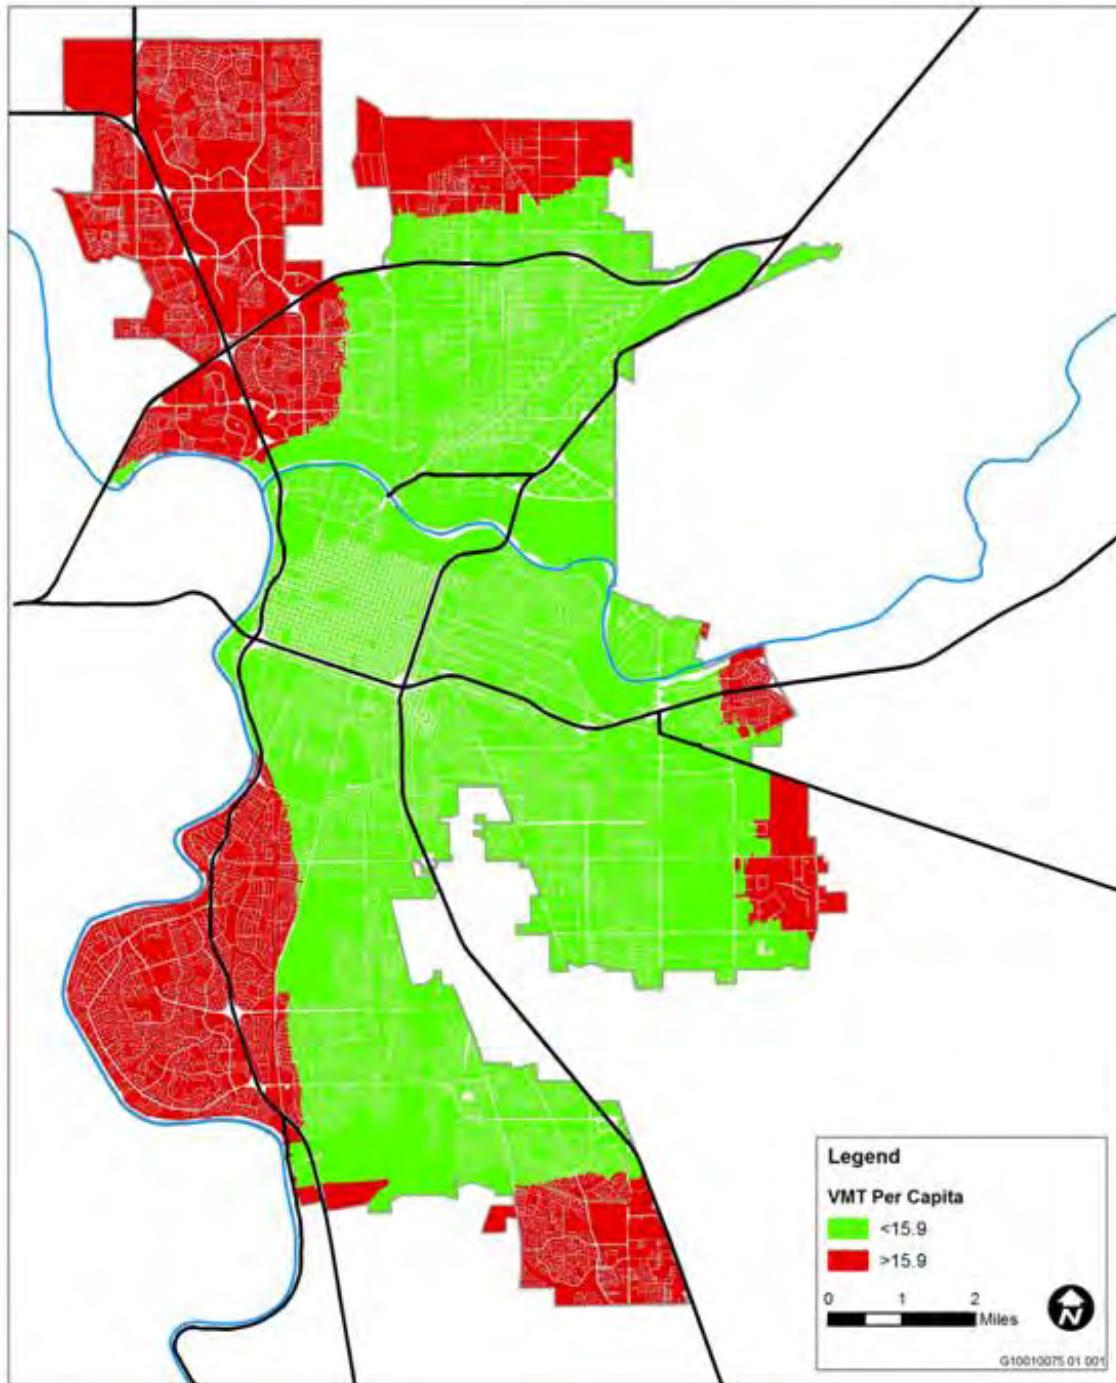 Legend
VMT Per Capita
<15.9
>15.9
0 1 2
Miles
N
G10010075 01 001